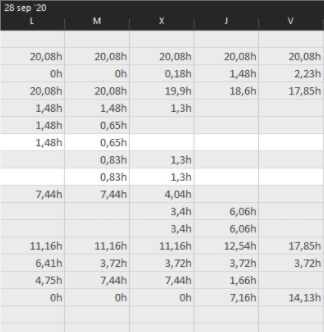 28 sep '20
L M X J V
20,08h 20,08h 20,08h 20,08h 20,08h
0h 0h 0,18h 1,48h 2,23h
20,08h 20,08h 19,9h 18,6h 17,85h
1,48h 1,48h 1,3h
1,48h 0,65h
1,48h 0,65h
0,83h 1,3h
0,83h 1,3h
7,44h 7,44h 4,04h
3,4h 6,06h
3,4h 6,06h
11,16h 11,16h 11,16h 12,54h 17,85h
6,41h 3,72h 3,72h 3,72h 3,72h
4,75h 7,44h 7,44h 1,66h
0h 0h 0h 7,16h 14,13h